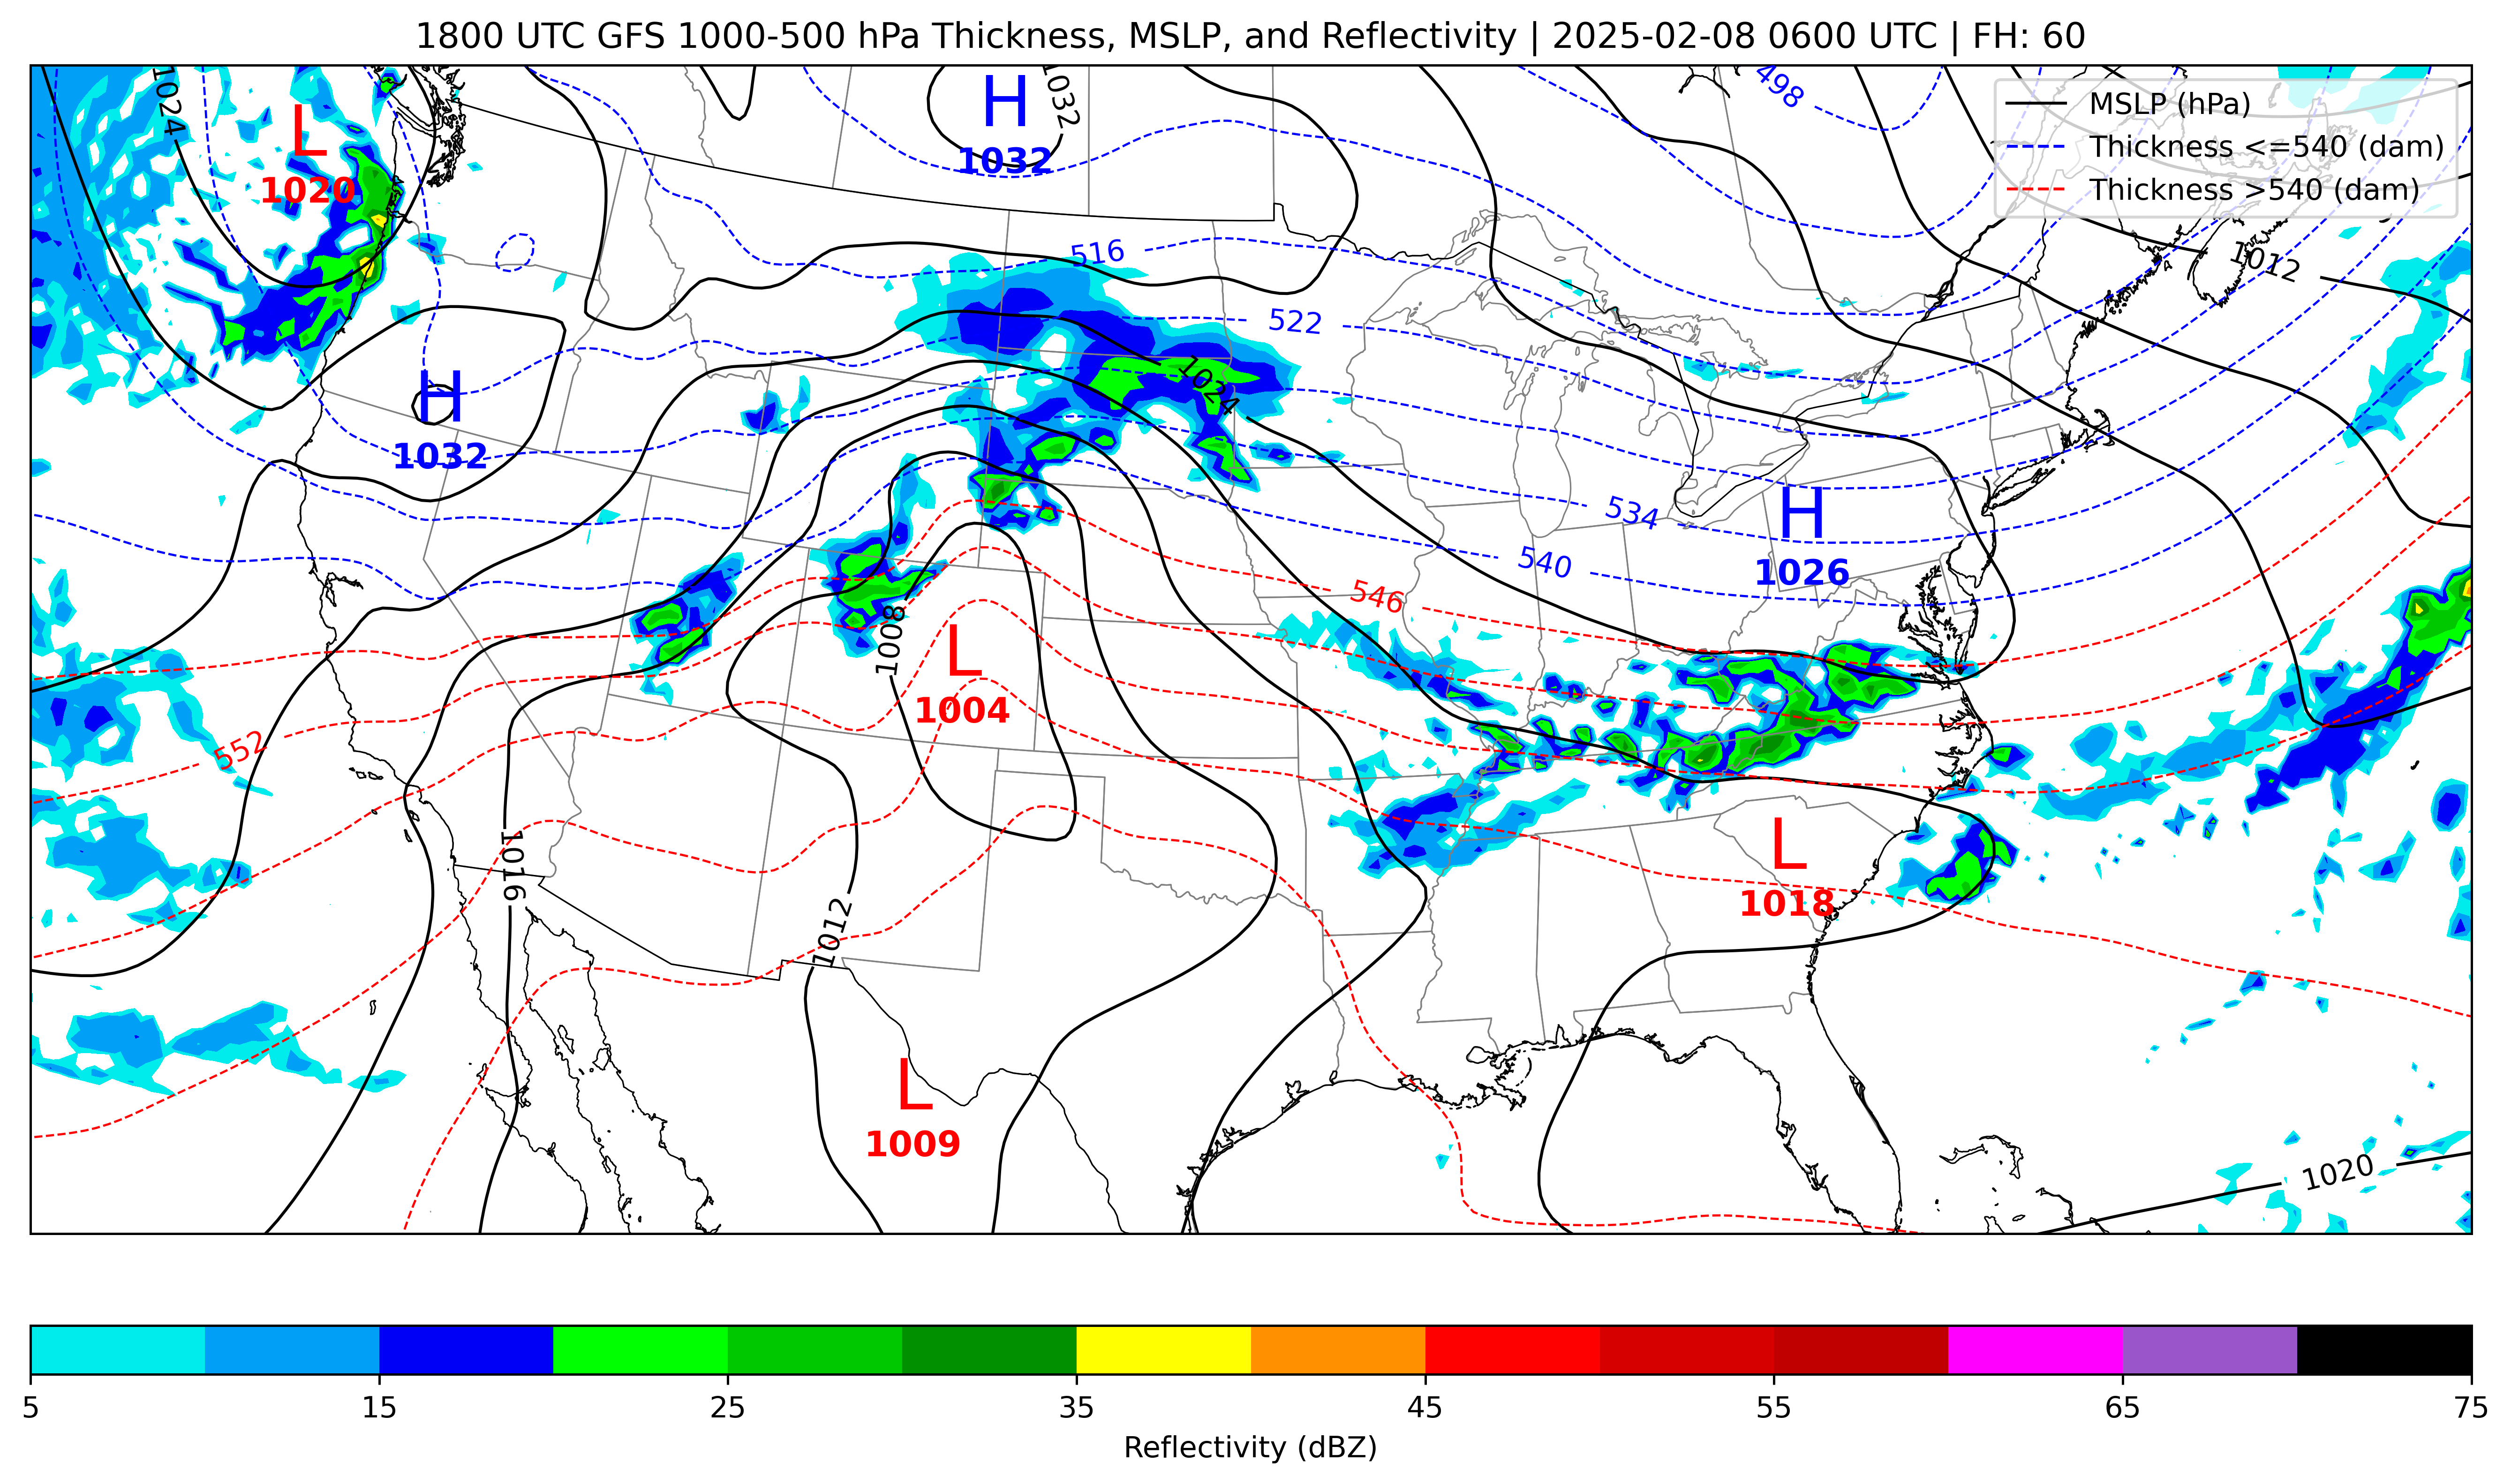 1800 UTC GFS 1000-500 hPa Thickness, MSLP, and Reflectivity | 2025-02-08 0600 UTC | FH: 60
MSLP (hPa)
Thickness <=540 (dam)
Thickness >540 (dam)
1024
L
1020
H
1032
1032
498
516
1012
522
H
1032
1024
534
H
1026
540
546
1008
L
1004
552
1016
L
1018
1012
L
1009
1020
5 15 25 35 45 55 65 75
Reflectivity (dBZ)